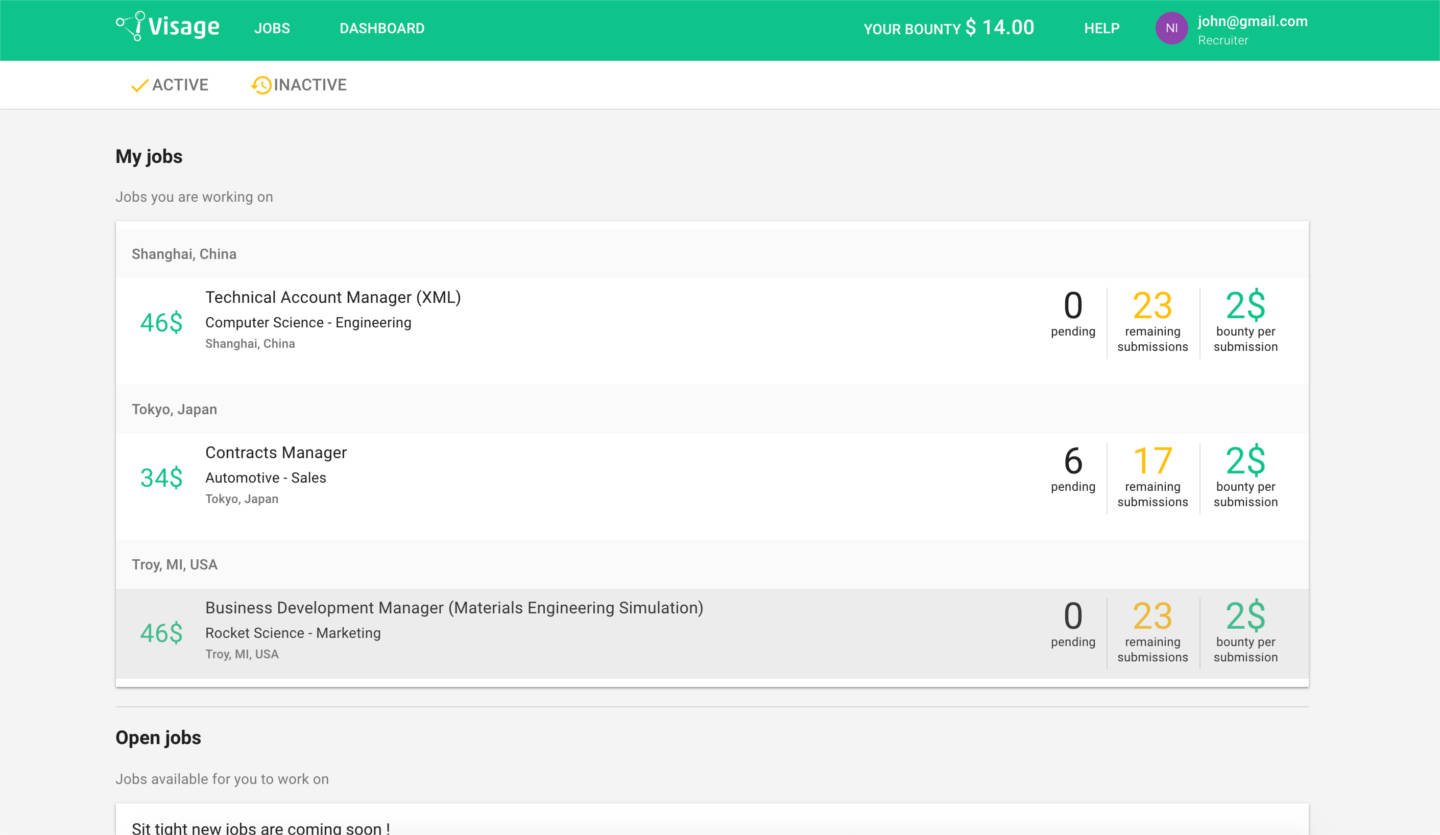 Visage JOBS DASHBOARD YOUR BOUNTY $ 14.00 HELP NI john@gmail.com
Recruiter
ACTIVE INACTIVE
My jobs
Jobs you are working on
Shanghai, China
46$
Technical Account Manager (XML)
Computer Science - Engineering
Shanghai, China
0
pending
23
remaining
submissions
2$
bounty per
submission
Tokyo, Japan
34$
Contracts Manager
Automotive - Sales
Tokyo, Japan
6
pending
17
remaining
submissions
2$
bounty per
submission
Troy, MI, USA
46$
Business Development Manager (Materials Engineering Simulation)
Rocket Science - Marketing
Troy, MI, USA
0
pending
23
remaining
submissions
2$
bounty per
submission
Open jobs
Jobs available for you to work on
Sit tight new jobs are coming soon !